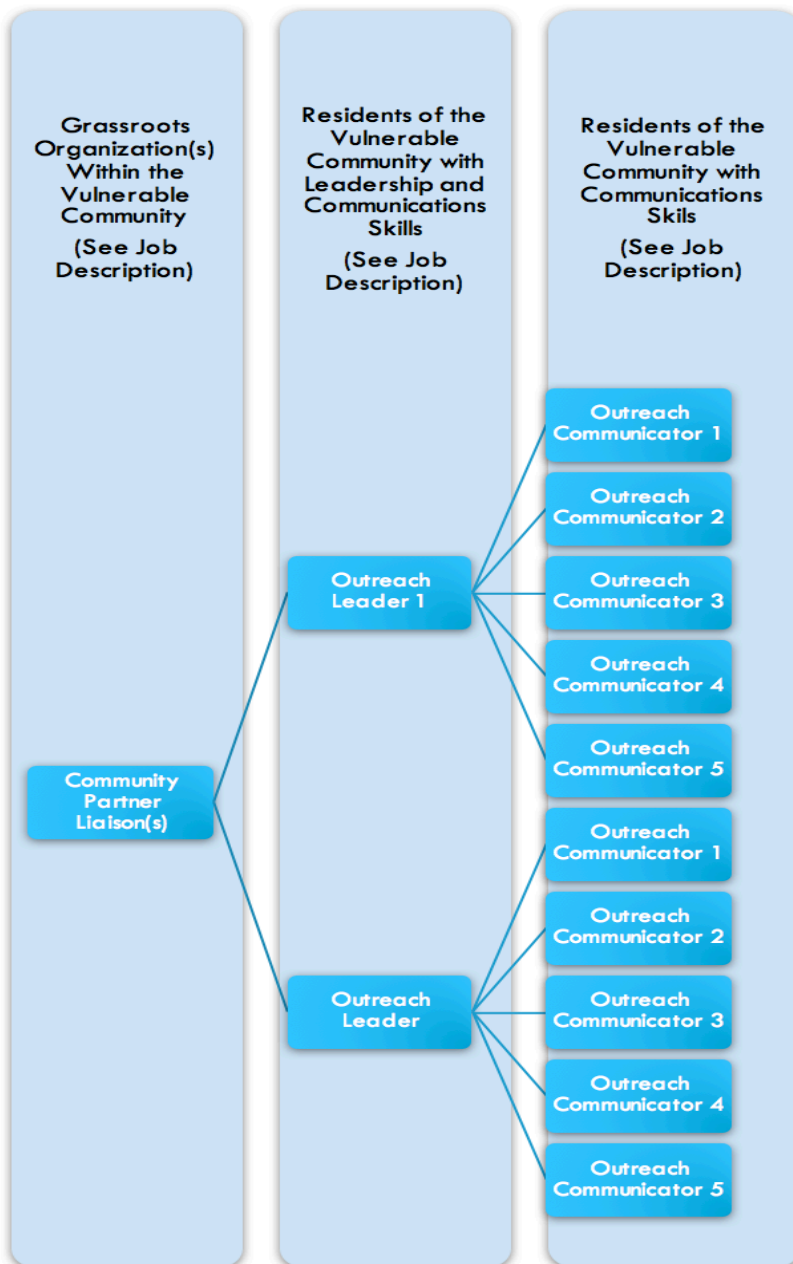 Grassroots
Organization(s)
Within the
Vulnerable
Community
(See Job
Description)
Residents of the
Vulnerable
Community with
Leadership and
Communications
Skills
(See Job
Description)
Residents of the
Vulnerable
Community with
Communications
Skils
(See Job
Description)
Community
Partner
Liaison(s)
Outreach
Leader 1
Outreach
Communicator 1
Outreach
Communicator 2
Outreach
Communicator 3
Outreach
Communicator 4
Outreach
Communicator 5
Outreach
Leader
Outreach
Communicator 1
Outreach
Communicator 2
Outreach
Communicator 3
Outreach
Communicator 4
Outreach
Communicator 5